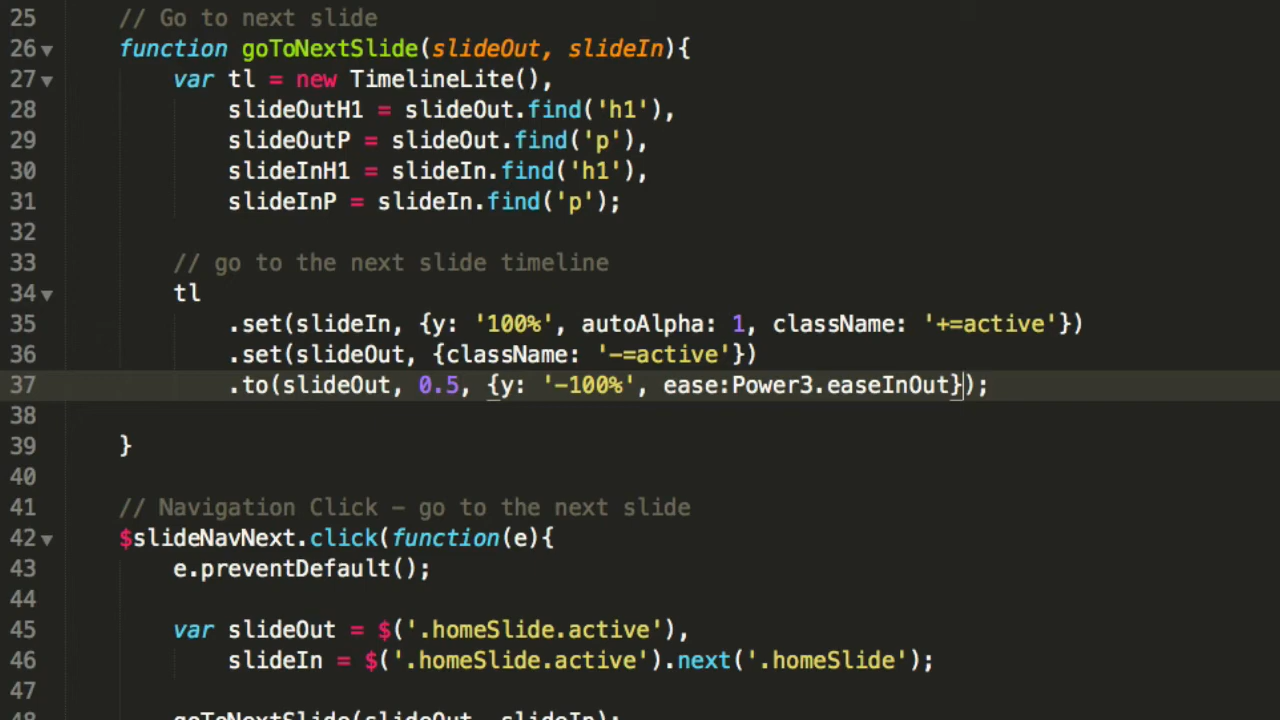 25 // Go to next slide
26 function goToNextSlide(slideOut, slideIn){
27 var tl = new TimelineLite(),
28 slideOutH1 = slideOut.find('h1'),
29 slideOutP = slideOut.find('p'),
30 slideInH1 = slideIn.find('h1'),
31 slideInP = slideIn.find('p');
32
33 // go to the next slide timeline
34 tl
35 .set(slideIn, {y: '100%', autoAlpha: 1, className: '+=active'})
36 .set(slideOut, {className: '-=active'})
37 .to(slideOut, 0.5, {y: '-100%', ease:Power3.easeInOut});
38
39 }
40
41 // Navigation Click – go to the next slide
42 $slideNavNext.click(function(e){
43 e.preventDefault();
44
45 var slideOut = $('.homeSlide.active'),
46 slideIn = $('.homeSlide.active').next('.homeSlide');
47
48 goToNextSlide(slideOut, slideIn);